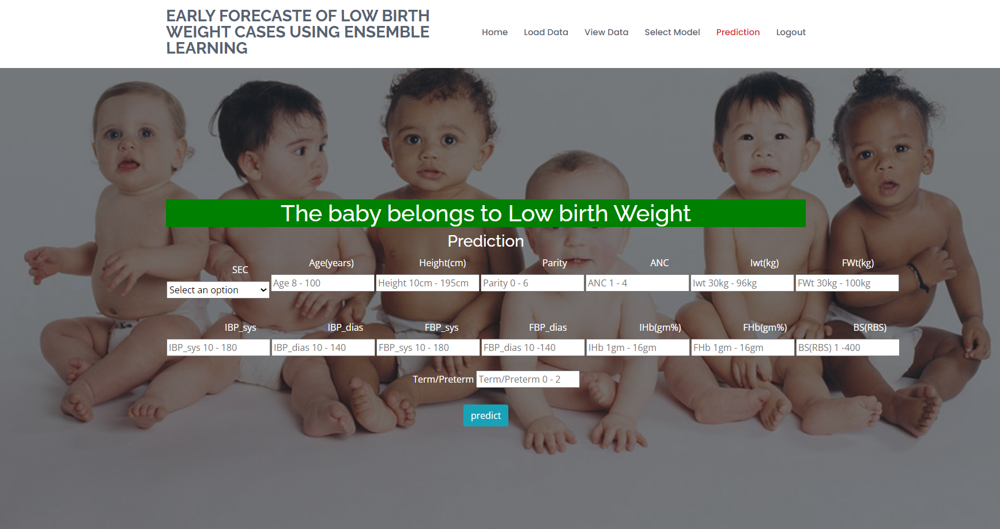 EARLY FORECASTE OF LOW BIRTH
WEIGHT CASES USING ENSEMBLE
LEARNING
Home Load Data View Data Select Model Prediction Logout
The baby belongs to Low birth Weight
Prediction
SEC Age(years) Height(cm) Parity ANC Iwt(kg) FWt(kg)
Select an option Age 8 - 100 Height 10cm - 195cm Parity 0 - 6 ANC 1 - 4 Iwt 30kg - 96kg FWt 30kg - 100kg
IBP_sys IBP_dias FBP_sys FBP_dias IHb(gm%) FHb(gm%) BS(RBS)
IBP_sys 10 - 180 IBP_dias 10 - 140 FBP_sys 10 - 180 FBP_dias 10 -140 IHb 1gm - 16gm FHb 1gm - 16gm BS(RBS) 1 -400
Term/Preterm Term/Preterm 0 - 2
predict